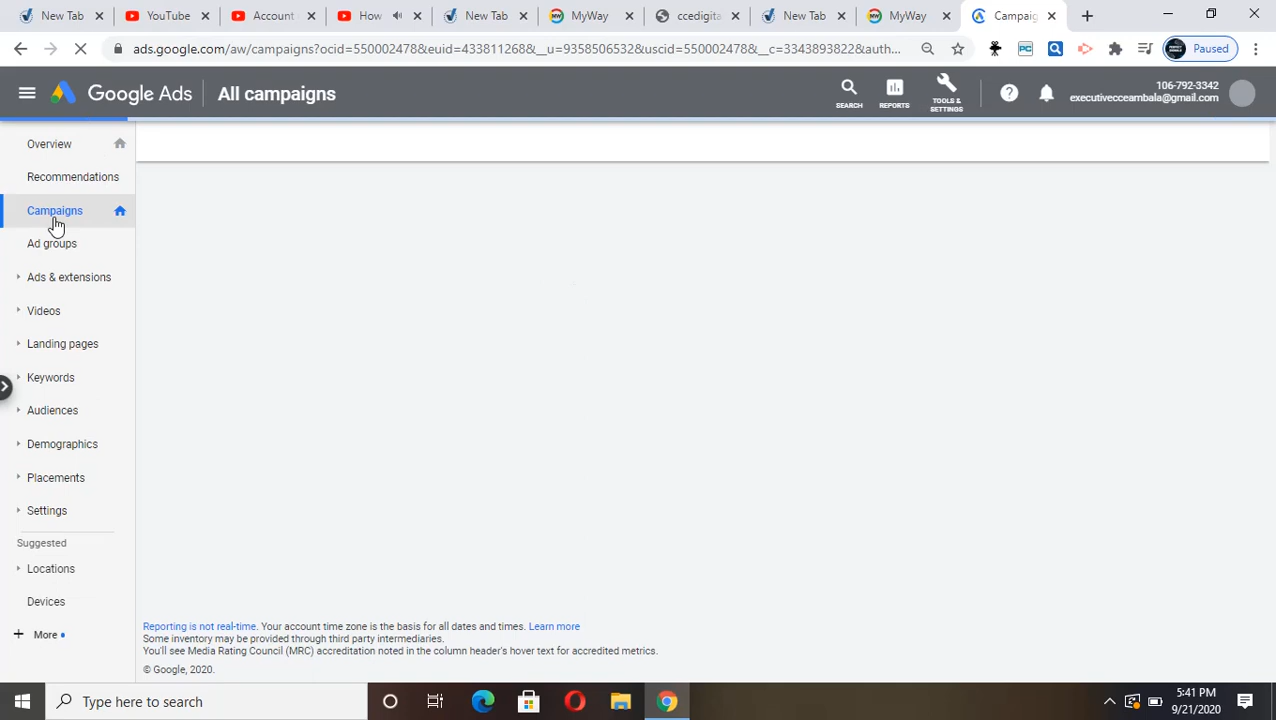 New Tab
YouTube
Account
How
New Tab
MyWay
ccedigita
New Tab
MyWay
Campaig
ads.google.com/aw/campaigns?ocid=550002478&euid=433811268&__u=9358506532&uscid=550002478&__c=3343893822&auth...
Paused
Google Ads
All campaigns
SEARCH
REPORTS
TOOLS &
SETTINGS
106-792-3342
executivecceambala@gmail.com
Overview
Recommendations
Campaigns
Ad groups
Ads & extensions
Videos
Landing pages
Keywords
Audiences
Demographics
Placements
Settings
Suggested
Locations
Devices
+ More
Reporting is not real-time. Your account time zone is the basis for all dates and times. Learn more
Some inventory may be provided through third party intermediaries.
You'll see Media Rating Council (MRC) accreditation noted in the column header's hover text for accredited metrics.
© Google, 2020.
Type here to search
5:41 PM
9/21/2020